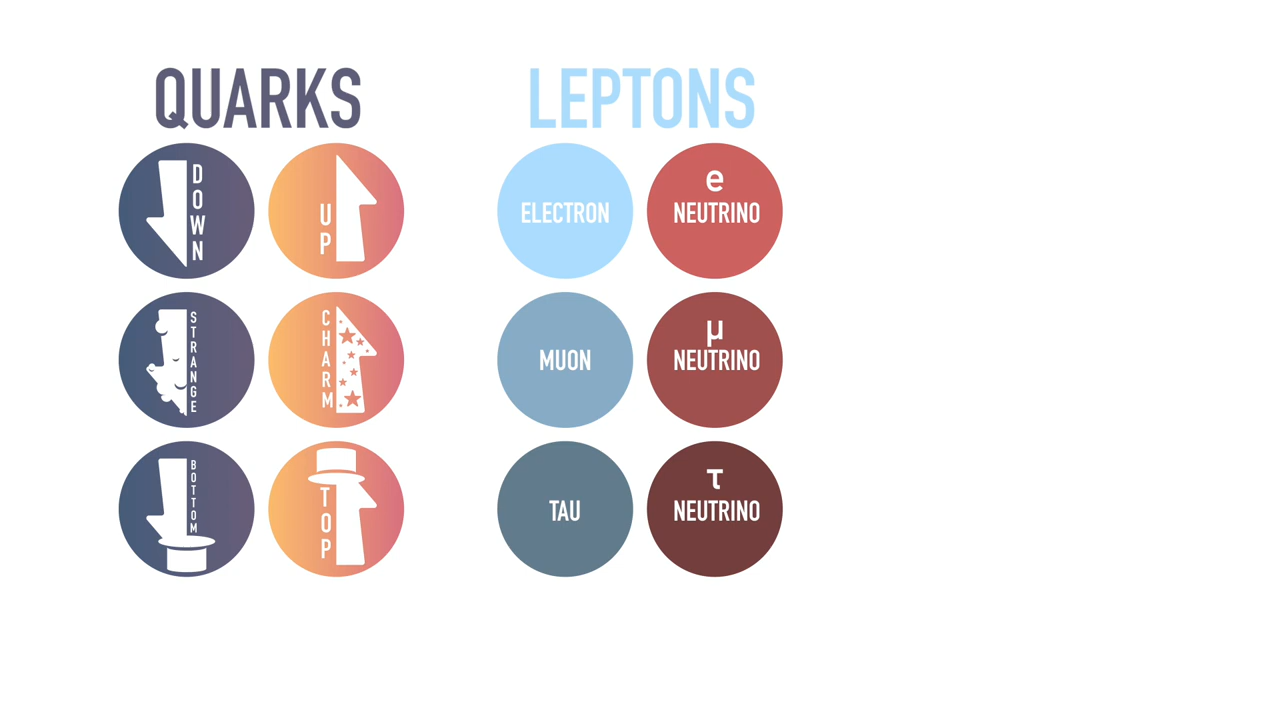 QUARKS
DOWN
UP
STRANGE
CHARM
BOTTOM
TOP
LEPTONS
ELECTRON
e
NEUTRINO
MUON
μ
NEUTRINO
TAU
τ
NEUTRINO